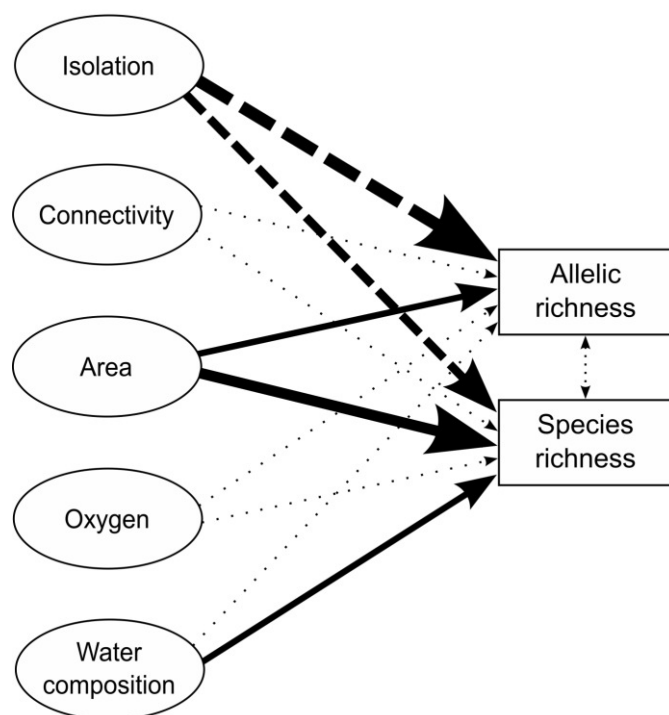 Isolation
Connectivity
Allelic
richness
Area
Species
richness
Oxygen
Water
composition